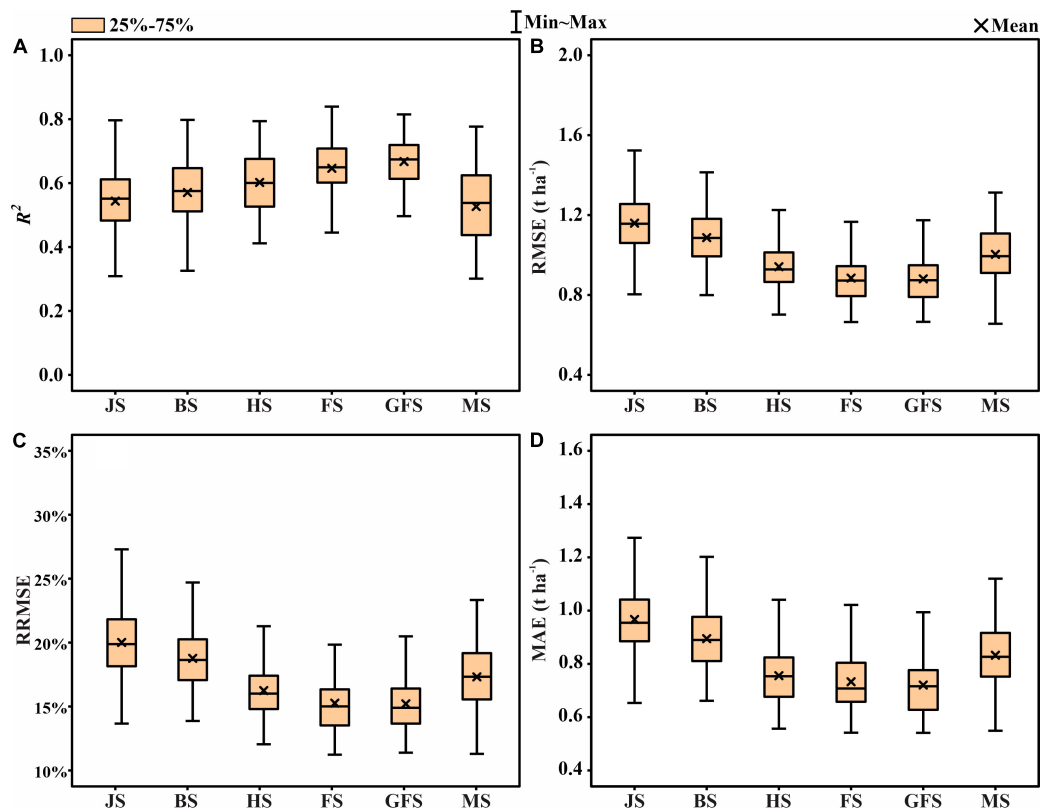 25%-75% Min~Max ×Mean
A
1.0
0.8
0.6
0.4
0.2
0.0
R²
JS BS HS FS GFS MS
B
2.0
1.6
1.2
0.8
0.4
RMSE (t ha⁻¹)
JS BS HS FS GFS MS
C
35%
30%
25%
20%
15%
10%
RRMSE
JS BS HS FS GFS MS
D
1.6
1.4
1.2
1.0
0.8
0.6
0.4
MAE (t ha⁻¹)
JS BS HS FS GFS MS